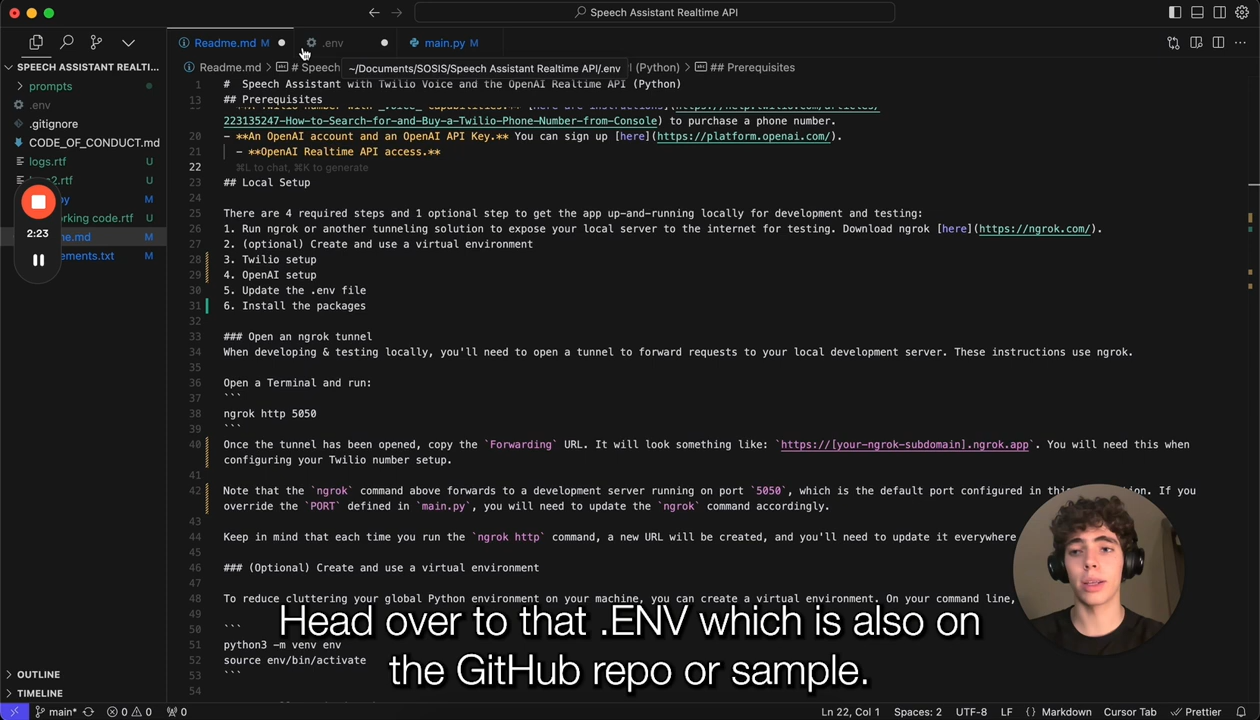 Speech Assistant Realtime API
Readme.md M
.env
main.py M
SPEECH ASSISTANT REALTI...
Readme.md > # Speech
~/Documents/SOSIS/Speech Assistant Realtime API/.env
(Python) > ## Prerequisites
prompts
.env
.gitignore
CODE_OF_CONDUCT.md
logs.rtf U
.rtf U
M
orking code.rtf U
me.md M
ements.txt M
2:23
1 # Speech Assistant with Twilio Voice and the OpenAI Realtime API (Python)
13 ## Prerequisites
223135247-How-to-Search-for-and-Buy-a-Twilio-Phone-Number-from-Console) to purchase a phone number.
20 - **An OpenAI account and an OpenAI API Key.** You can sign up [here](https://platform.openai.com/).
21 - **OpenAI Realtime API access.**
22 ⌘L to chat, ⌘K to generate
23 ## Local Setup
24
25 There are 4 required steps and 1 optional step to get the app up-and-running locally for development and testing:
26 1. Run ngrok or another tunneling solution to expose your local server to the internet for testing. Download ngrok [here](https://ngrok.com/).
27 2. (optional) Create and use a virtual environment
28 3. Twilio setup
29 4. OpenAI setup
30 5. Update the .env file
31 6. Install the packages
32
33 ### Open an ngrok tunnel
34 When developing & testing locally, you'll need to open a tunnel to forward requests to your local development server. These instructions use ngrok.
35
36 Open a Terminal and run:
37 ```
38 ngrok http 5050
39 ```
40 Once the tunnel has been opened, copy the `Forwarding` URL. It will look something like: `https://[your-ngrok-subdomain].ngrok.app`. You will need this when
configuring your Twilio number setup.
41
42 Note that the `ngrok` command above forwards to a development server running on port `5050`, which is the default port configured in this on. If you
override the `PORT` defined in `main.py`, you will need to update the `ngrok` command accordingly.
43
44 Keep in mind that each time you run the `ngrok http` command, a new URL will be created, and you'll need to update it everywhere
45
46 ### (Optional) Create and use a virtual environment
47
48 To reduce cluttering your global Python environment on your machine, you can create a virtual environment. On your command line,
49
50 ```
51 python3 -m venv env
52 source env/bin/activate
53 ```
54
Head over to that .ENV which is also on
the GitHub repo or sample.
OUTLINE
TIMELINE
main* 0 0 0
Ln 22, Col 1 Spaces: 2 UTF-8 LF {} Markdown Cursor Tab Prettier